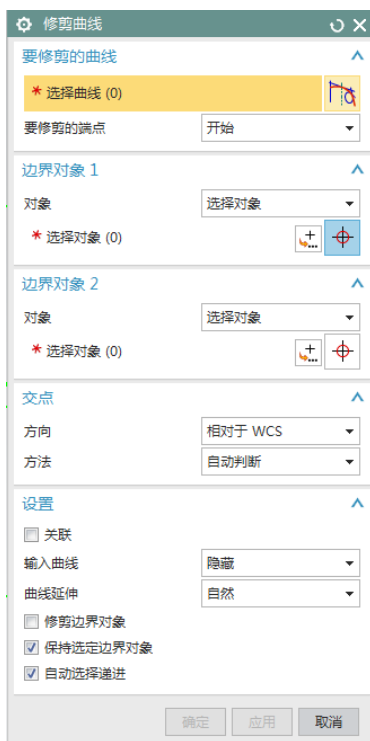 修剪曲线
要修剪的曲线
* 选择曲线 (0)
要修剪的端点 开始
边界对象 1
对象 选择对象
* 选择对象 (0)
边界对象 2
对象 选择对象
* 选择对象 (0)
交点
方向 相对于 WCS
方法 自动判断
设置
关联
输入曲线 隐藏
曲线延伸 自然
修剪边界对象
保持选定边界对象
自动选择递进
确定 应用 取消